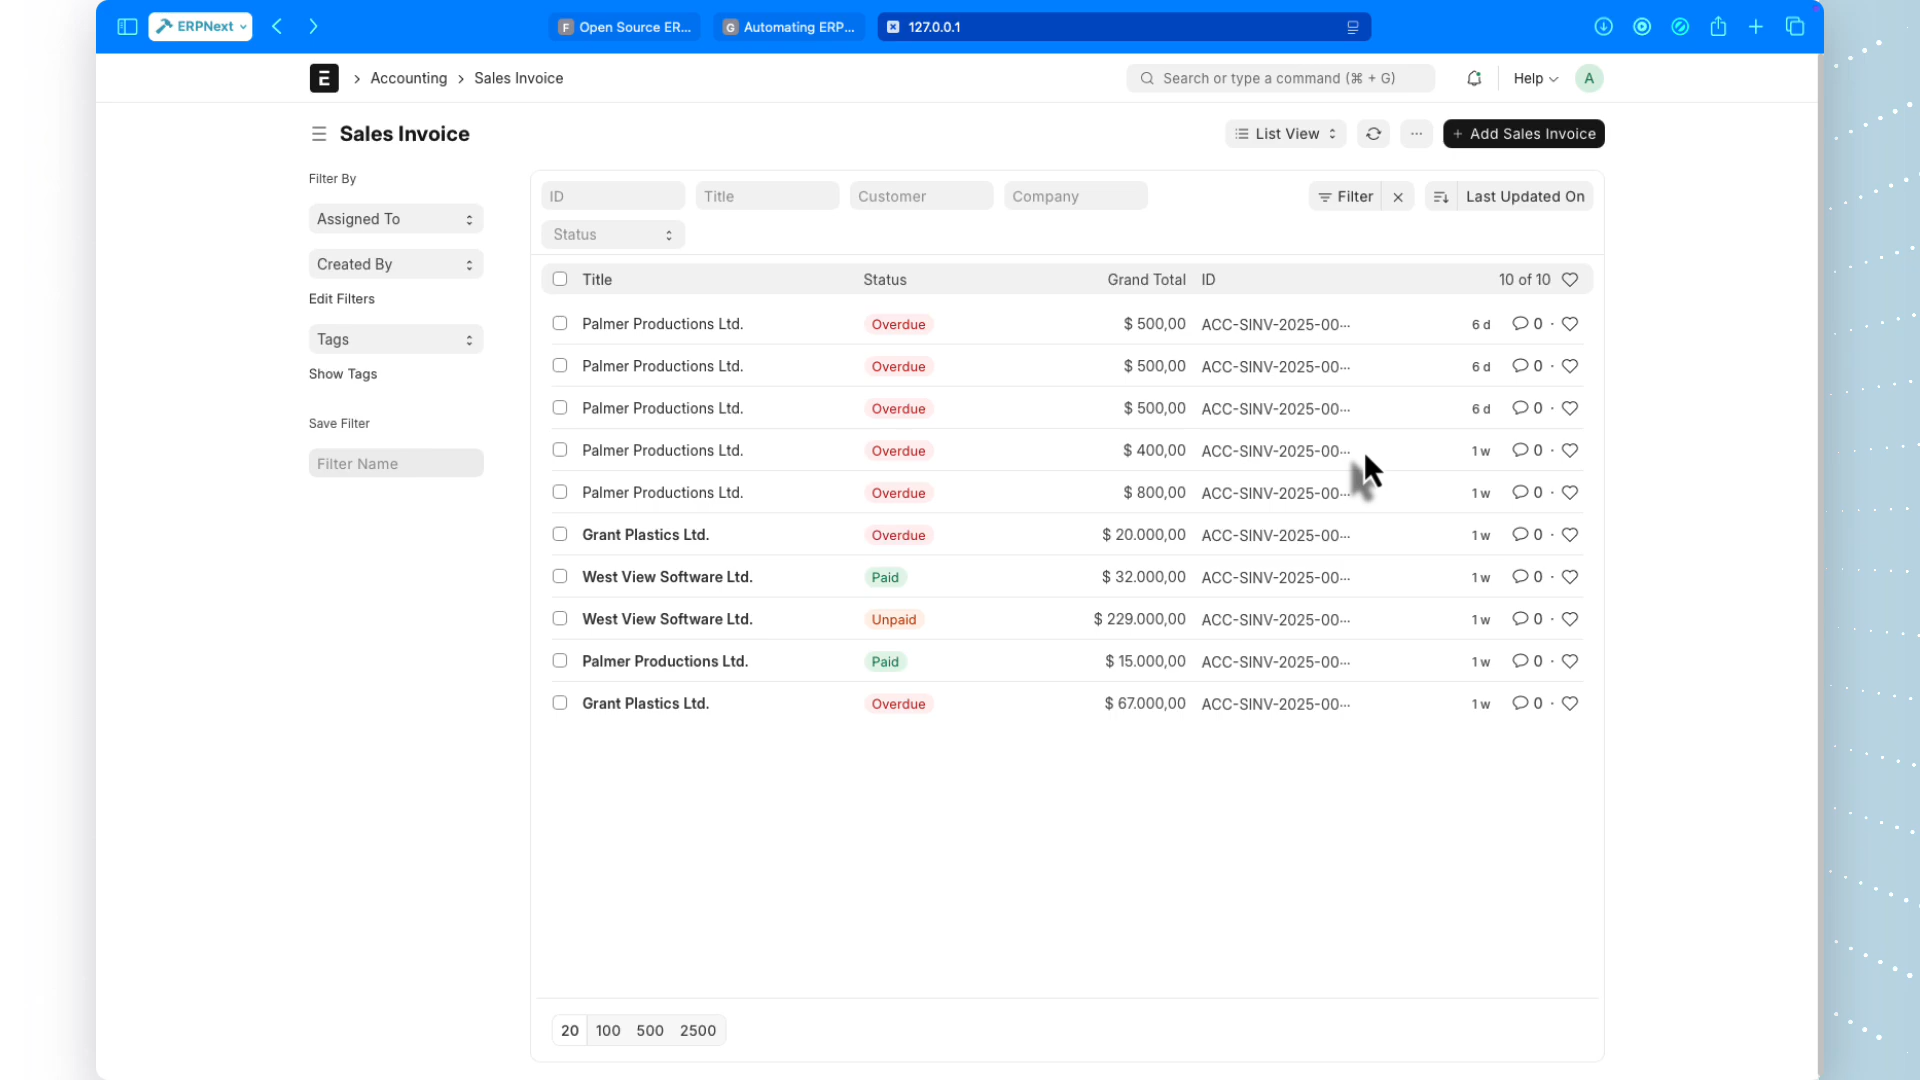 ERPNext
F Open Source ER...
G Automating ERP...
127.0.0.1
E
Accounting
Sales Invoice
Search or type a command (⌘ + G)
Help
A
Sales Invoice
List View
...
+ Add Sales Invoice
Filter By
Assigned To
Created By
Edit Filters
Tags
Show Tags
Save Filter
Filter Name
ID
Title
Customer
Company
Filter
Last Updated On
Status
Title Status Grand Total ID 10 of 10
Palmer Productions Ltd. Overdue $ 500,00 ACC-SINV-2025-00··· 6 d 0 ·
Palmer Productions Ltd. Overdue $ 500,00 ACC-SINV-2025-00··· 6 d 0 ·
Palmer Productions Ltd. Overdue $ 500,00 ACC-SINV-2025-00··· 6 d 0 ·
Palmer Productions Ltd. Overdue $ 400,00 ACC-SINV-2025-00··· 1 w 0 ·
Palmer Productions Ltd. Overdue $ 800,00 ACC-SINV-2025-00··· 1 w 0 ·
Grant Plastics Ltd. Overdue $ 20.000,00 ACC-SINV-2025-00··· 1 w 0 ·
West View Software Ltd. Paid $ 32.000,00 ACC-SINV-2025-00··· 1 w 0 ·
West View Software Ltd. Unpaid $ 229.000,00 ACC-SINV-2025-00··· 1 w 0 ·
Palmer Productions Ltd. Paid $ 15.000,00 ACC-SINV-2025-00··· 1 w 0 ·
Grant Plastics Ltd. Overdue $ 67.000,00 ACC-SINV-2025-00··· 1 w 0 ·
20 100 500 2500